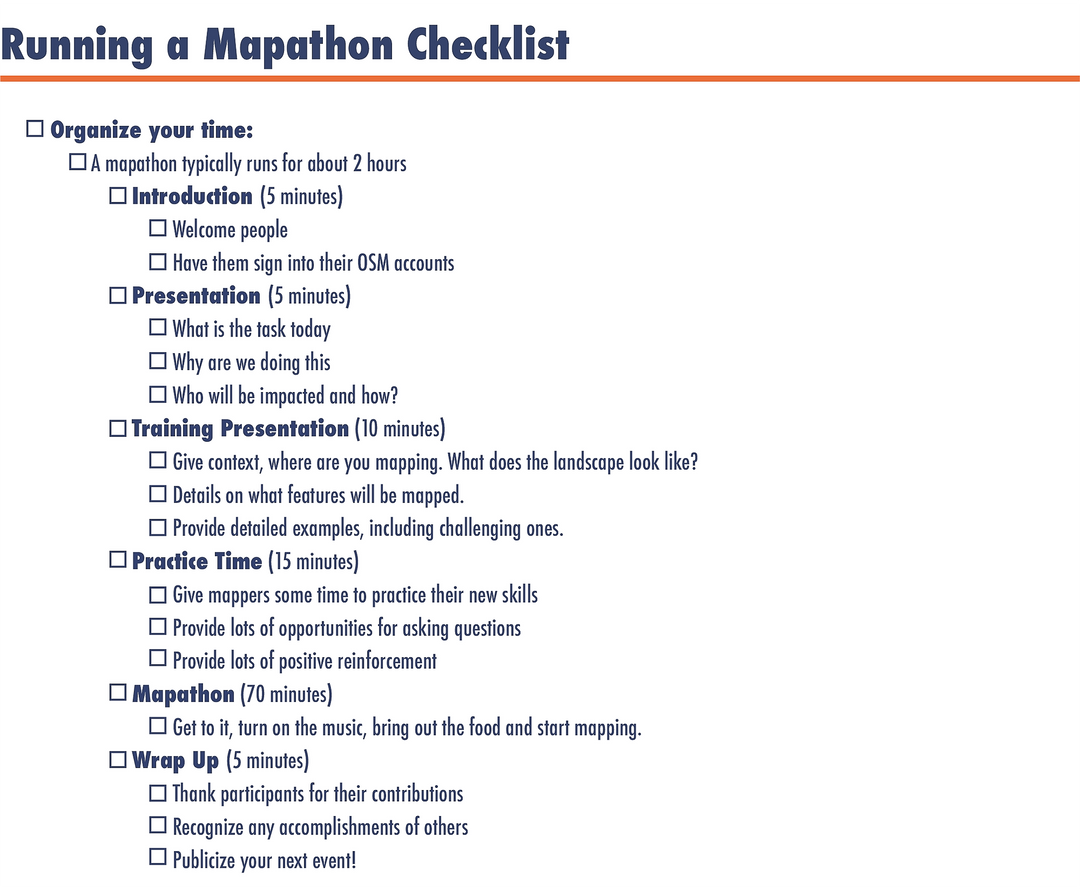 Running a Mapathon Checklist
Organize your time:
A mapathon typically runs for about 2 hours
Introduction (5 minutes)
Welcome people
Have them sign into their OSM accounts
Presentation (5 minutes)
What is the task today
Why are we doing this
Who will be impacted and how?
Training Presentation (10 minutes)
Give context, where are you mapping. What does the landscape look like?
Details on what features will be mapped.
Provide detailed examples, including challenging ones.
Practice Time (15 minutes)
Give mappers some time to practice their new skills
Provide lots of opportunities for asking questions
Provide lots of positive reinforcement
Mapathon (70 minutes)
Get to it, turn on the music, bring out the food and start mapping.
Wrap Up (5 minutes)
Thank participants for their contributions
Recognize any accomplishments of others
Publicize your next event!